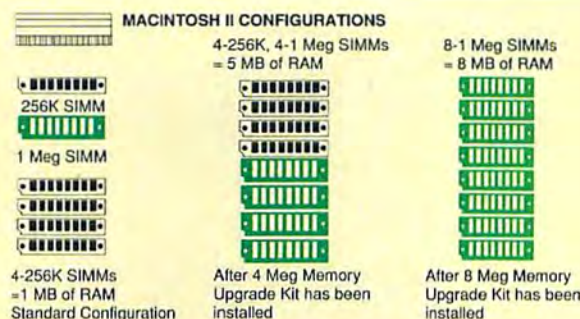 MACINTOSH II CONFIGURATIONS
256K SIMM
1 Meg SIMM
4-256K SIMMs
=1 MB of RAM
Standard Configuration
4-256K, 4-1 Meg SIMMs
= 5 MB of RAM
After 4 Meg Memory
Upgrade Kit has been
installed
8-1 Meg SIMMs
= 8 MB of RAM
After 8 Meg Memory
Upgrade Kit has been
installed